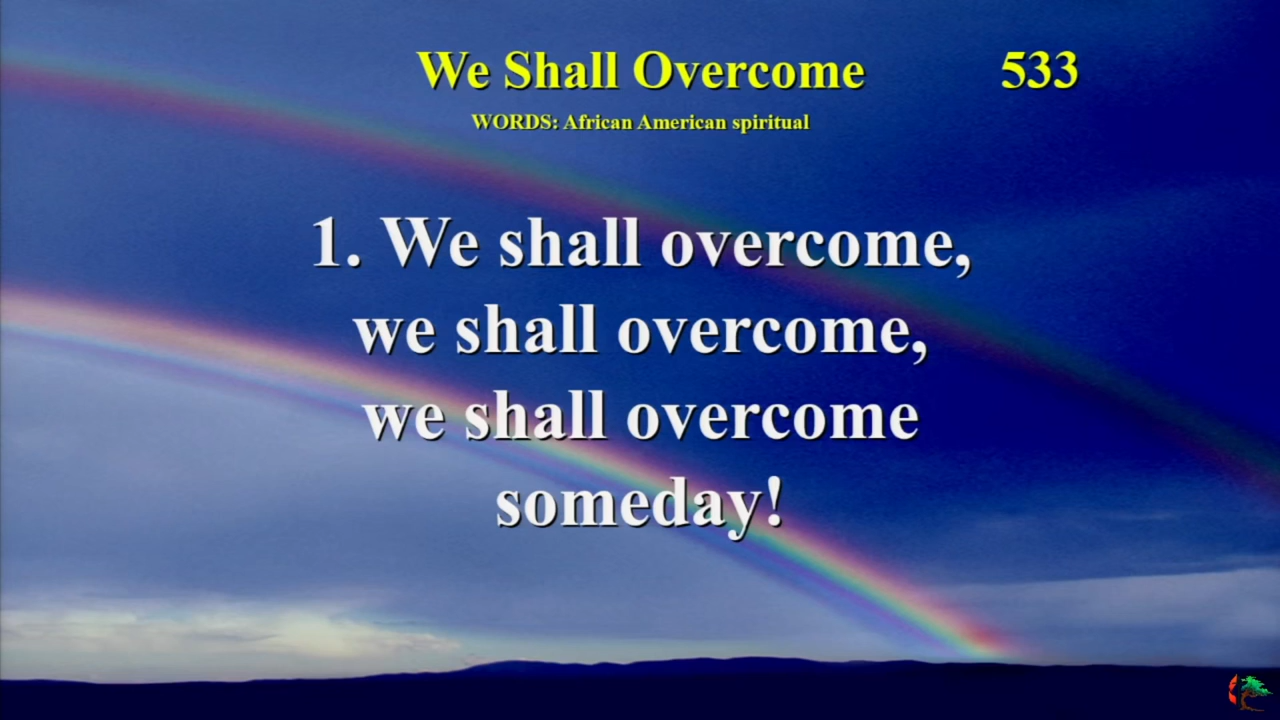 We Shall Overcome 533
WORDS: African American spiritual
1. We shall overcome,
we shall overcome,
we shall overcome
someday!